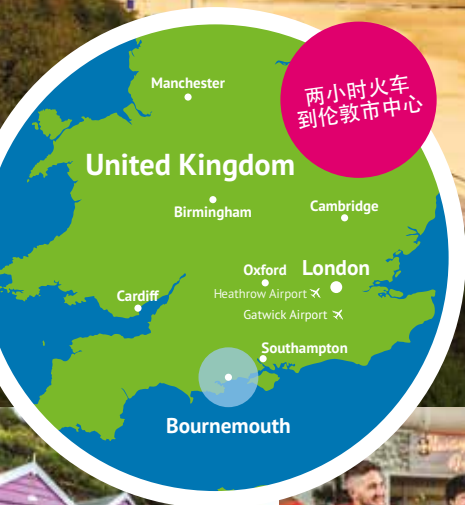 Manchester
两小时火车
到伦敦市中心
United Kingdom
Birmingham
Cambridge
Oxford
London
Heathrow Airport
Cardiff
Gatwick Airport
Southampton
Bournemouth